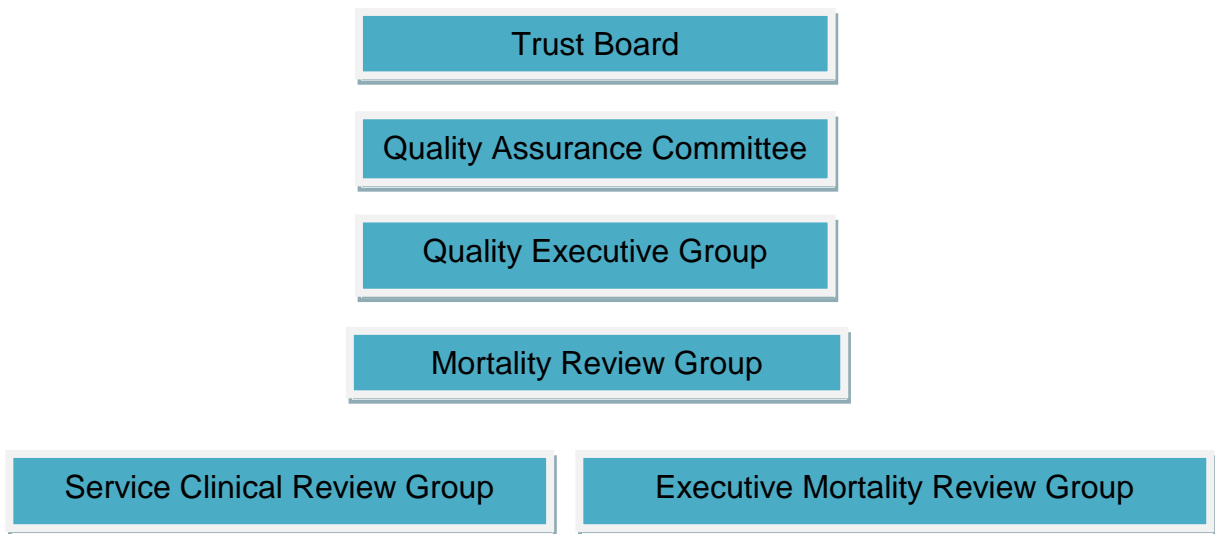 Trust Board
Quality Assurance Committee
Quality Executive Group
Mortality Review Group
Service Clinical Review Group
Executive Mortality Review Group